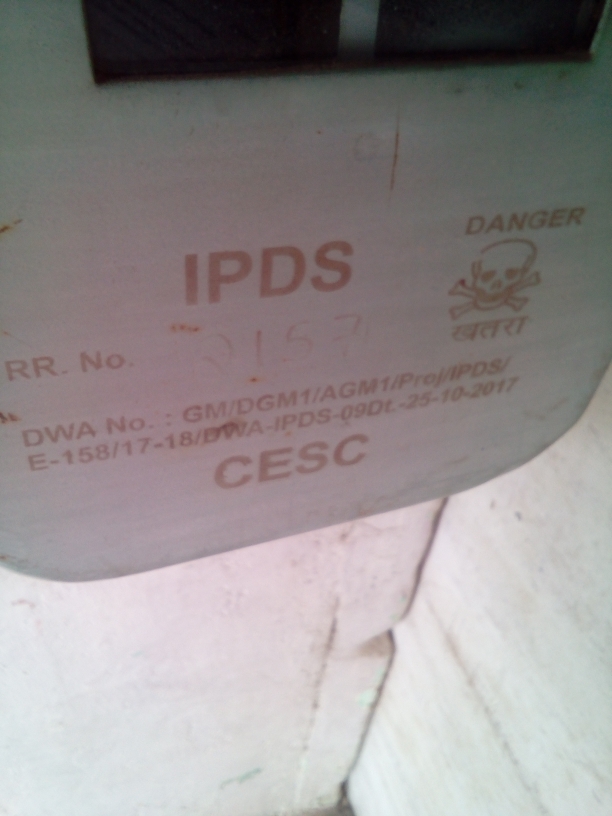 DANGER
IPDS
खतरा
RR. No.
DWA No. : GM/DGM1/AGM1/Proj/IPDS/
E-158/17-18/DWA-IPDS-09Dt.-25-10-2017
CESC